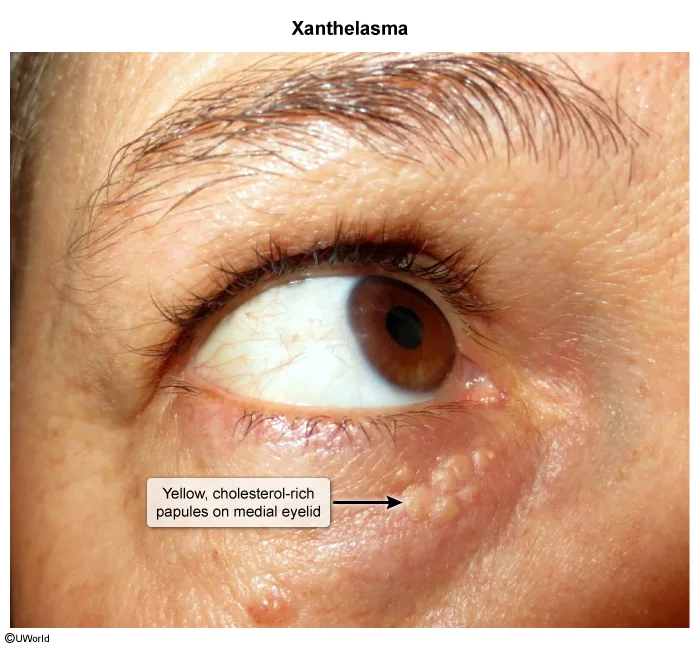 Xanthelasma
Yellow, cholesterol-rich
papules on medial eyelid
©UWorld